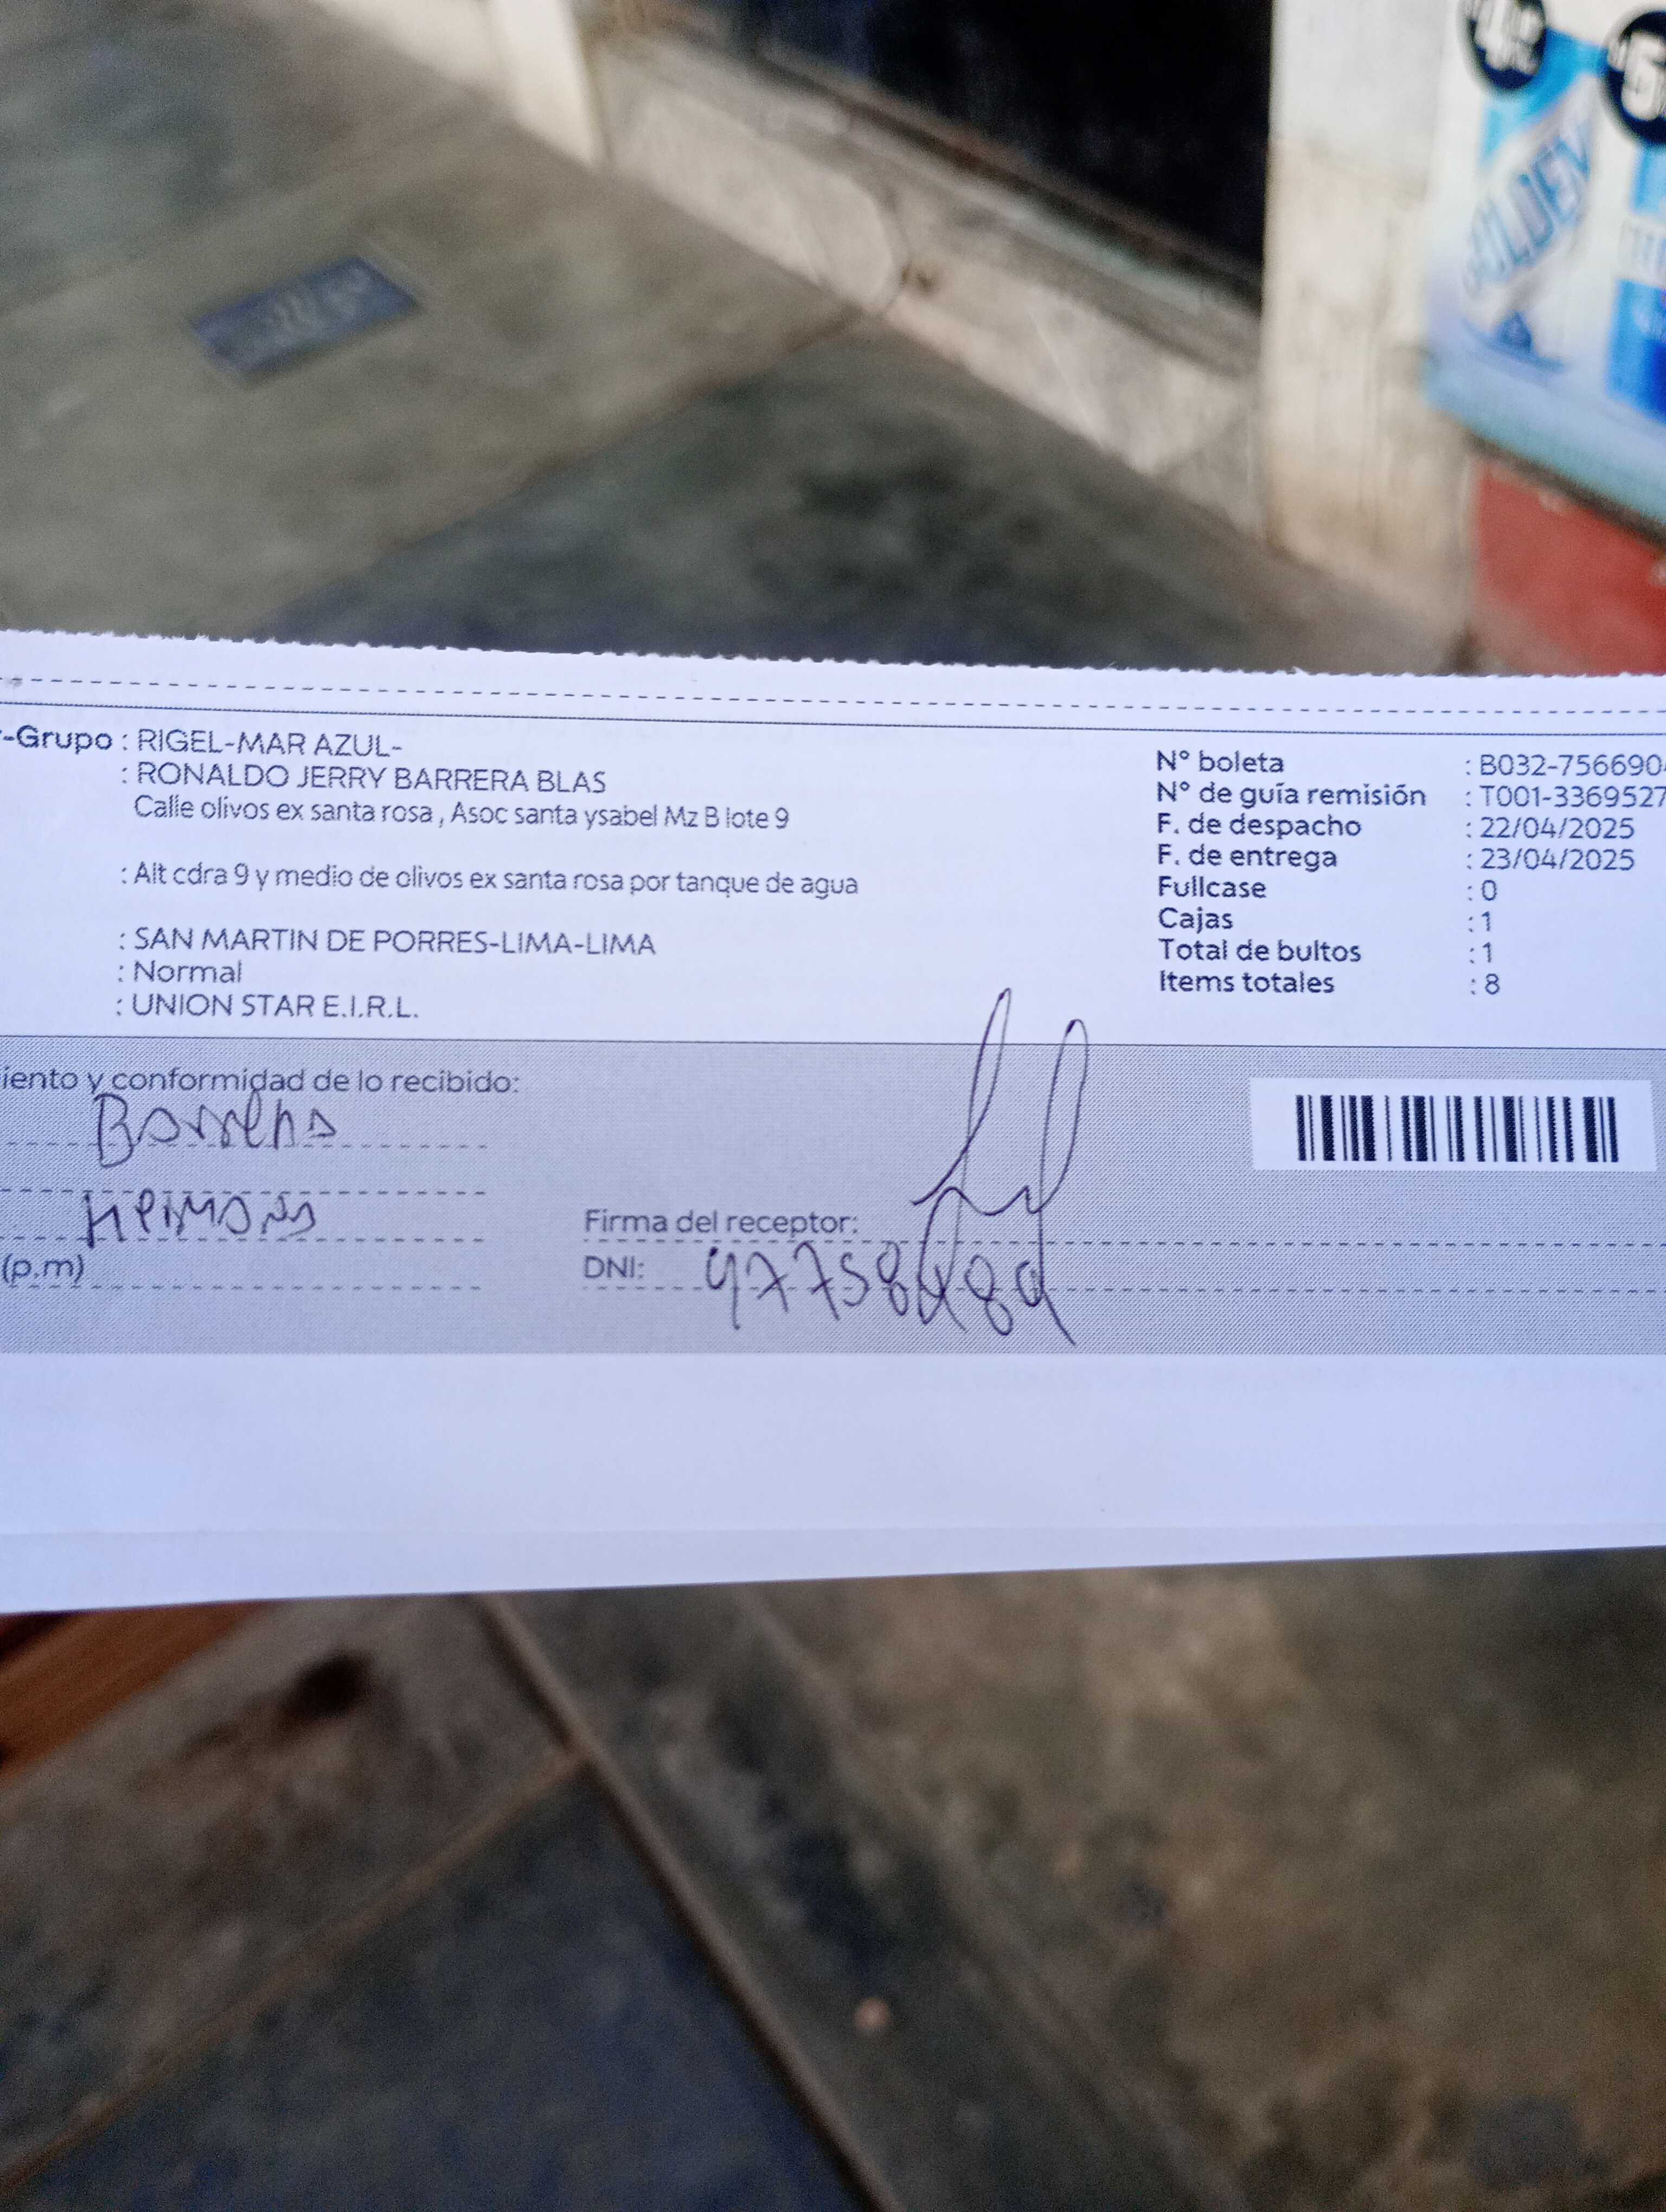 -Grupo : RIGEL-MAR AZUL-
: RONALDO JERRY BARRERA BLAS
Calle olivos ex santa rosa , Asoc santa ysabel Mz B lote 9
: Alt cdra 9 y medio de olivos ex santa rosa por tanque de agua
: SAN MARTIN DE PORRES-LIMA-LIMA
: Normal
: UNION STAR E.I.R.L.
N° boleta : B032-756690
N° de guía remisión : T001-3369527
F. de despacho : 22/04/2025
F. de entrega : 23/04/2025
Fullcase : 0
Cajas : 1
Total de bultos : 1
Items totales : 8
iento y conformidad de lo recibido:
Barrera
Firma del receptor:
(p.m)
DNI: